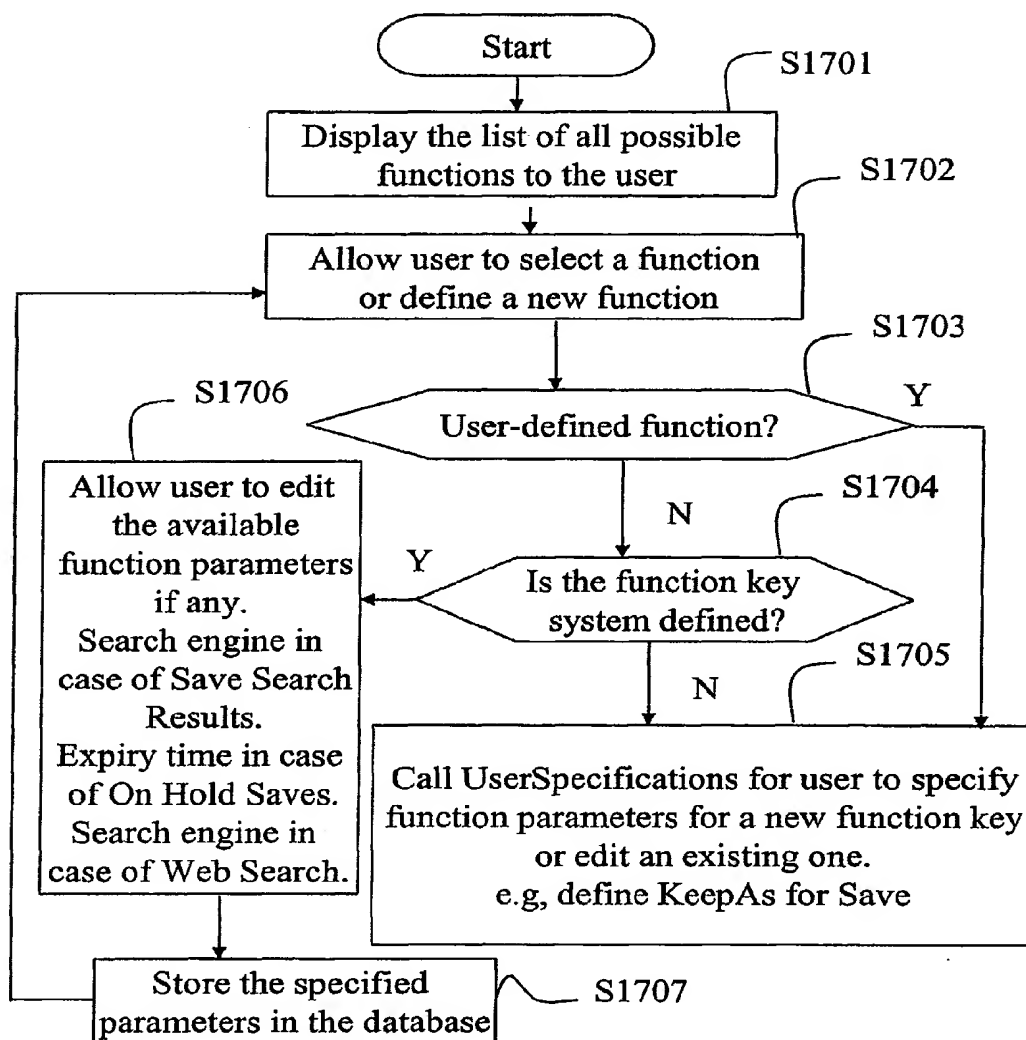 Start
S1701
Display the list of all possible
functions to the user
S1702
Allow user to select a function
or define a new function
S1703
User-defined function?
Y
N
S1704
Is the function key
system defined?
Y
N
S1706
Allow user to edit
the available
function parameters
if any.
Search engine in
case of Save Search
Results.
Expiry time in case
of On Hold Saves.
Search engine in
case of Web Search.
S1705
Call UserSpecifications for user to specify
function parameters for a new function key
or edit an existing one.
e.g, define KeepAs for Save
Store the specified
parameters in the database
S1707